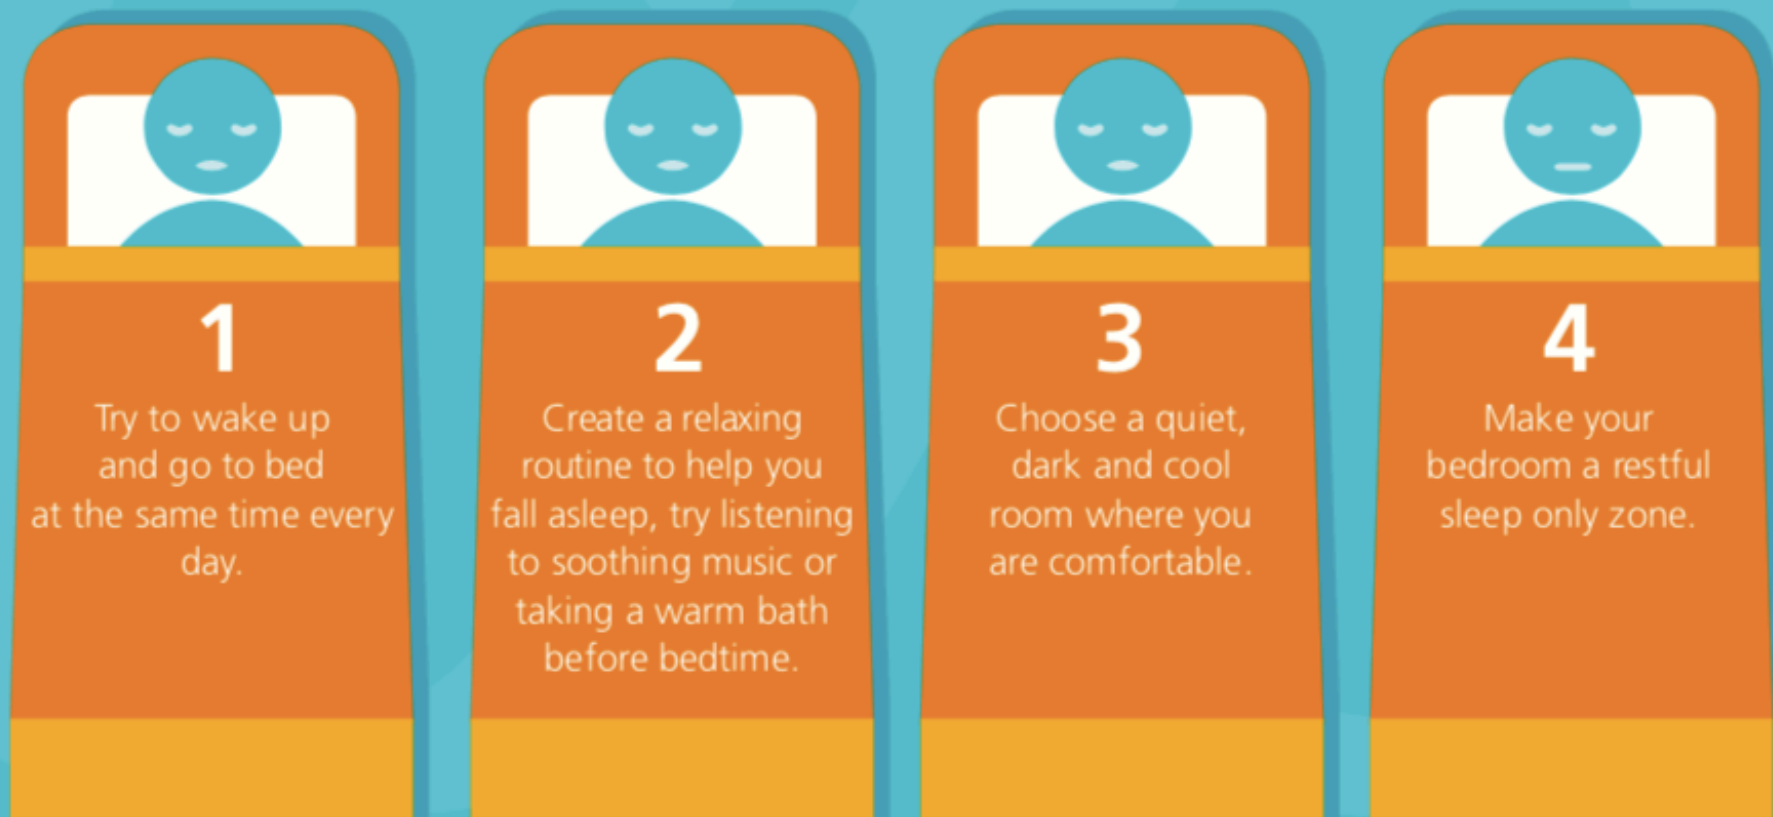 1
Try to wake up
and go to bed
at the same time every
day.
2
Create a relaxing
routine to help you
fall asleep, try listening
to soothing music or
taking a warm bath
before bedtime.
3
Choose a quiet,
dark and cool
room where you
are comfortable.
4
Make your
bedroom a restful
sleep only zone.